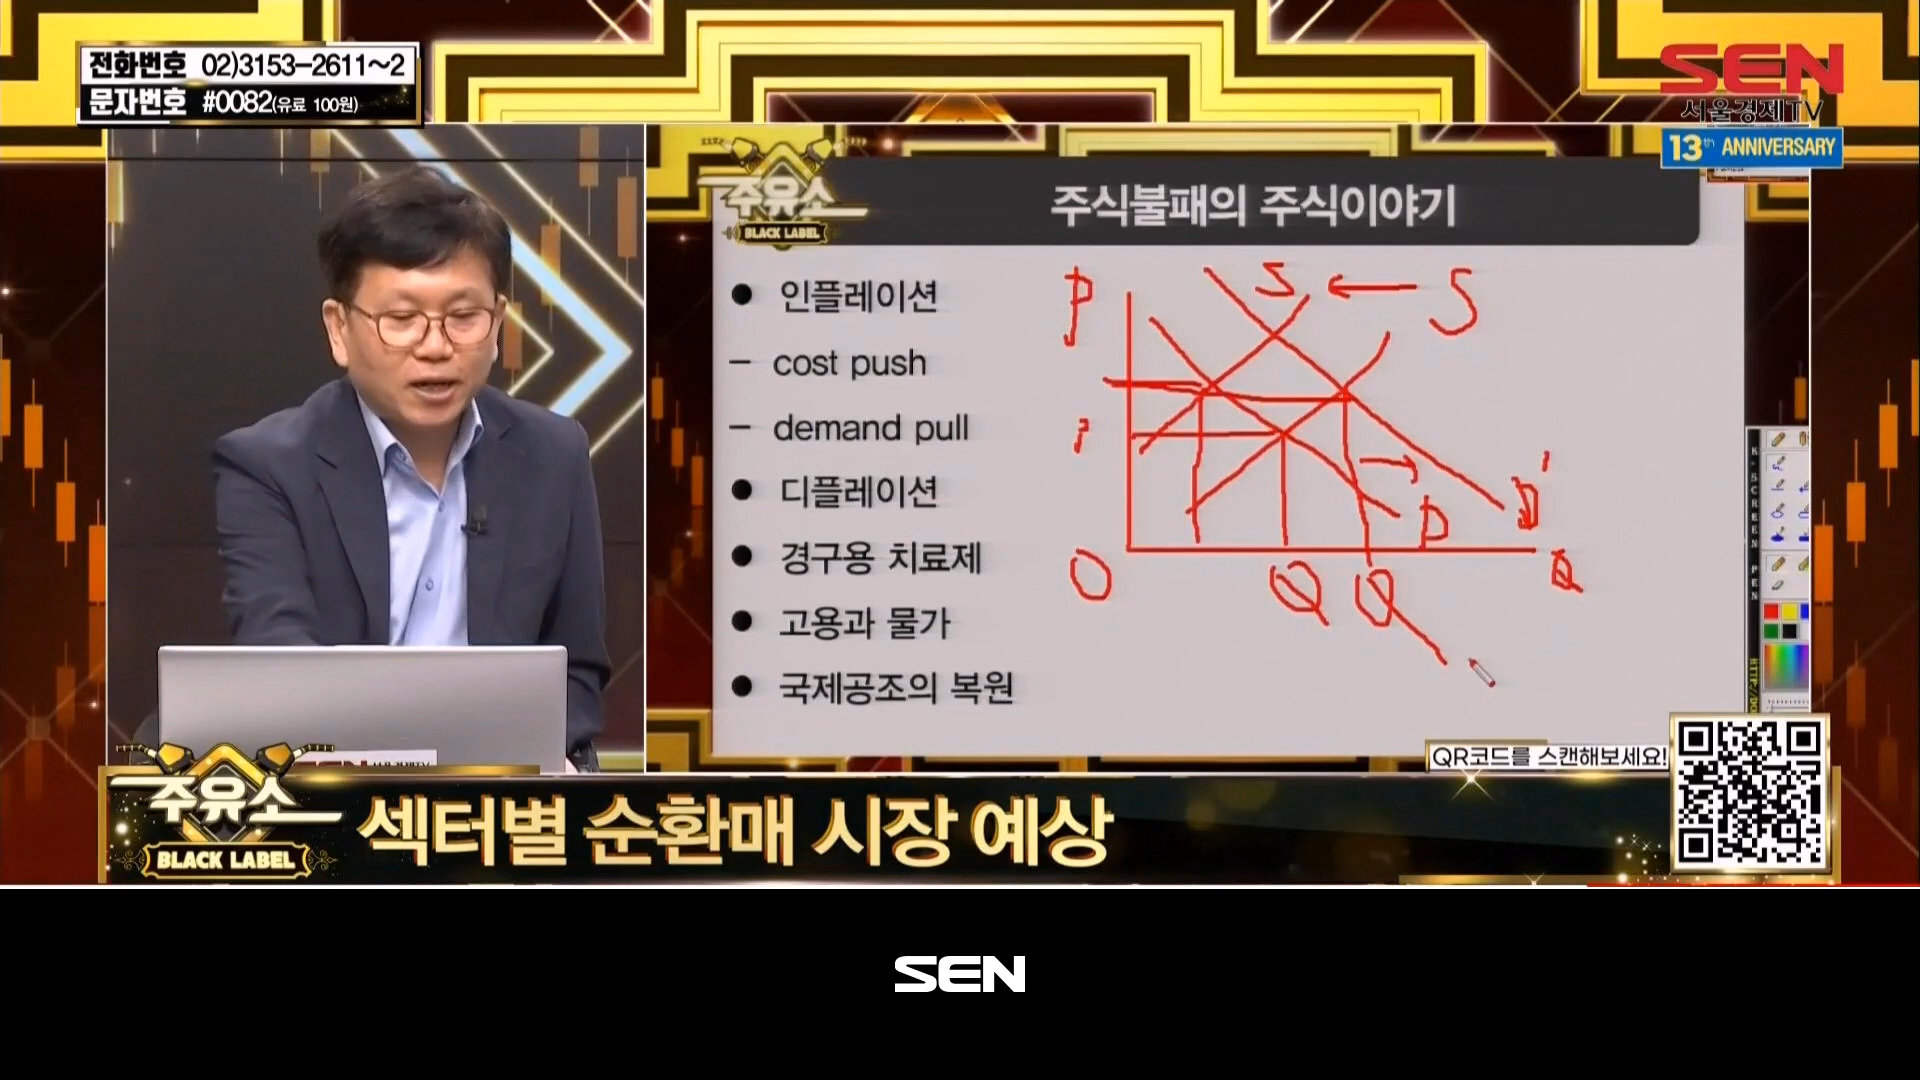 전화번호 02)3153-2611~2
문자번호 #0082(유료 100원)
SEN
서울경제TV
13th ANNIVERSARY
주유소
BLACK LABEL
주식불패의 주식이야기
● 인플레이션
- cost push
- demand pull
● 디플레이션
● 경구용 치료제
● 고용과 물가
● 국제공조의 복원
P
S ← S
D
D'
O
Q
Q
Q
K-SCREEN PEN
QR코드를 스캔해보세요!
주유소
BLACK LABEL
섹터별 순환매 시장 예상
SEN